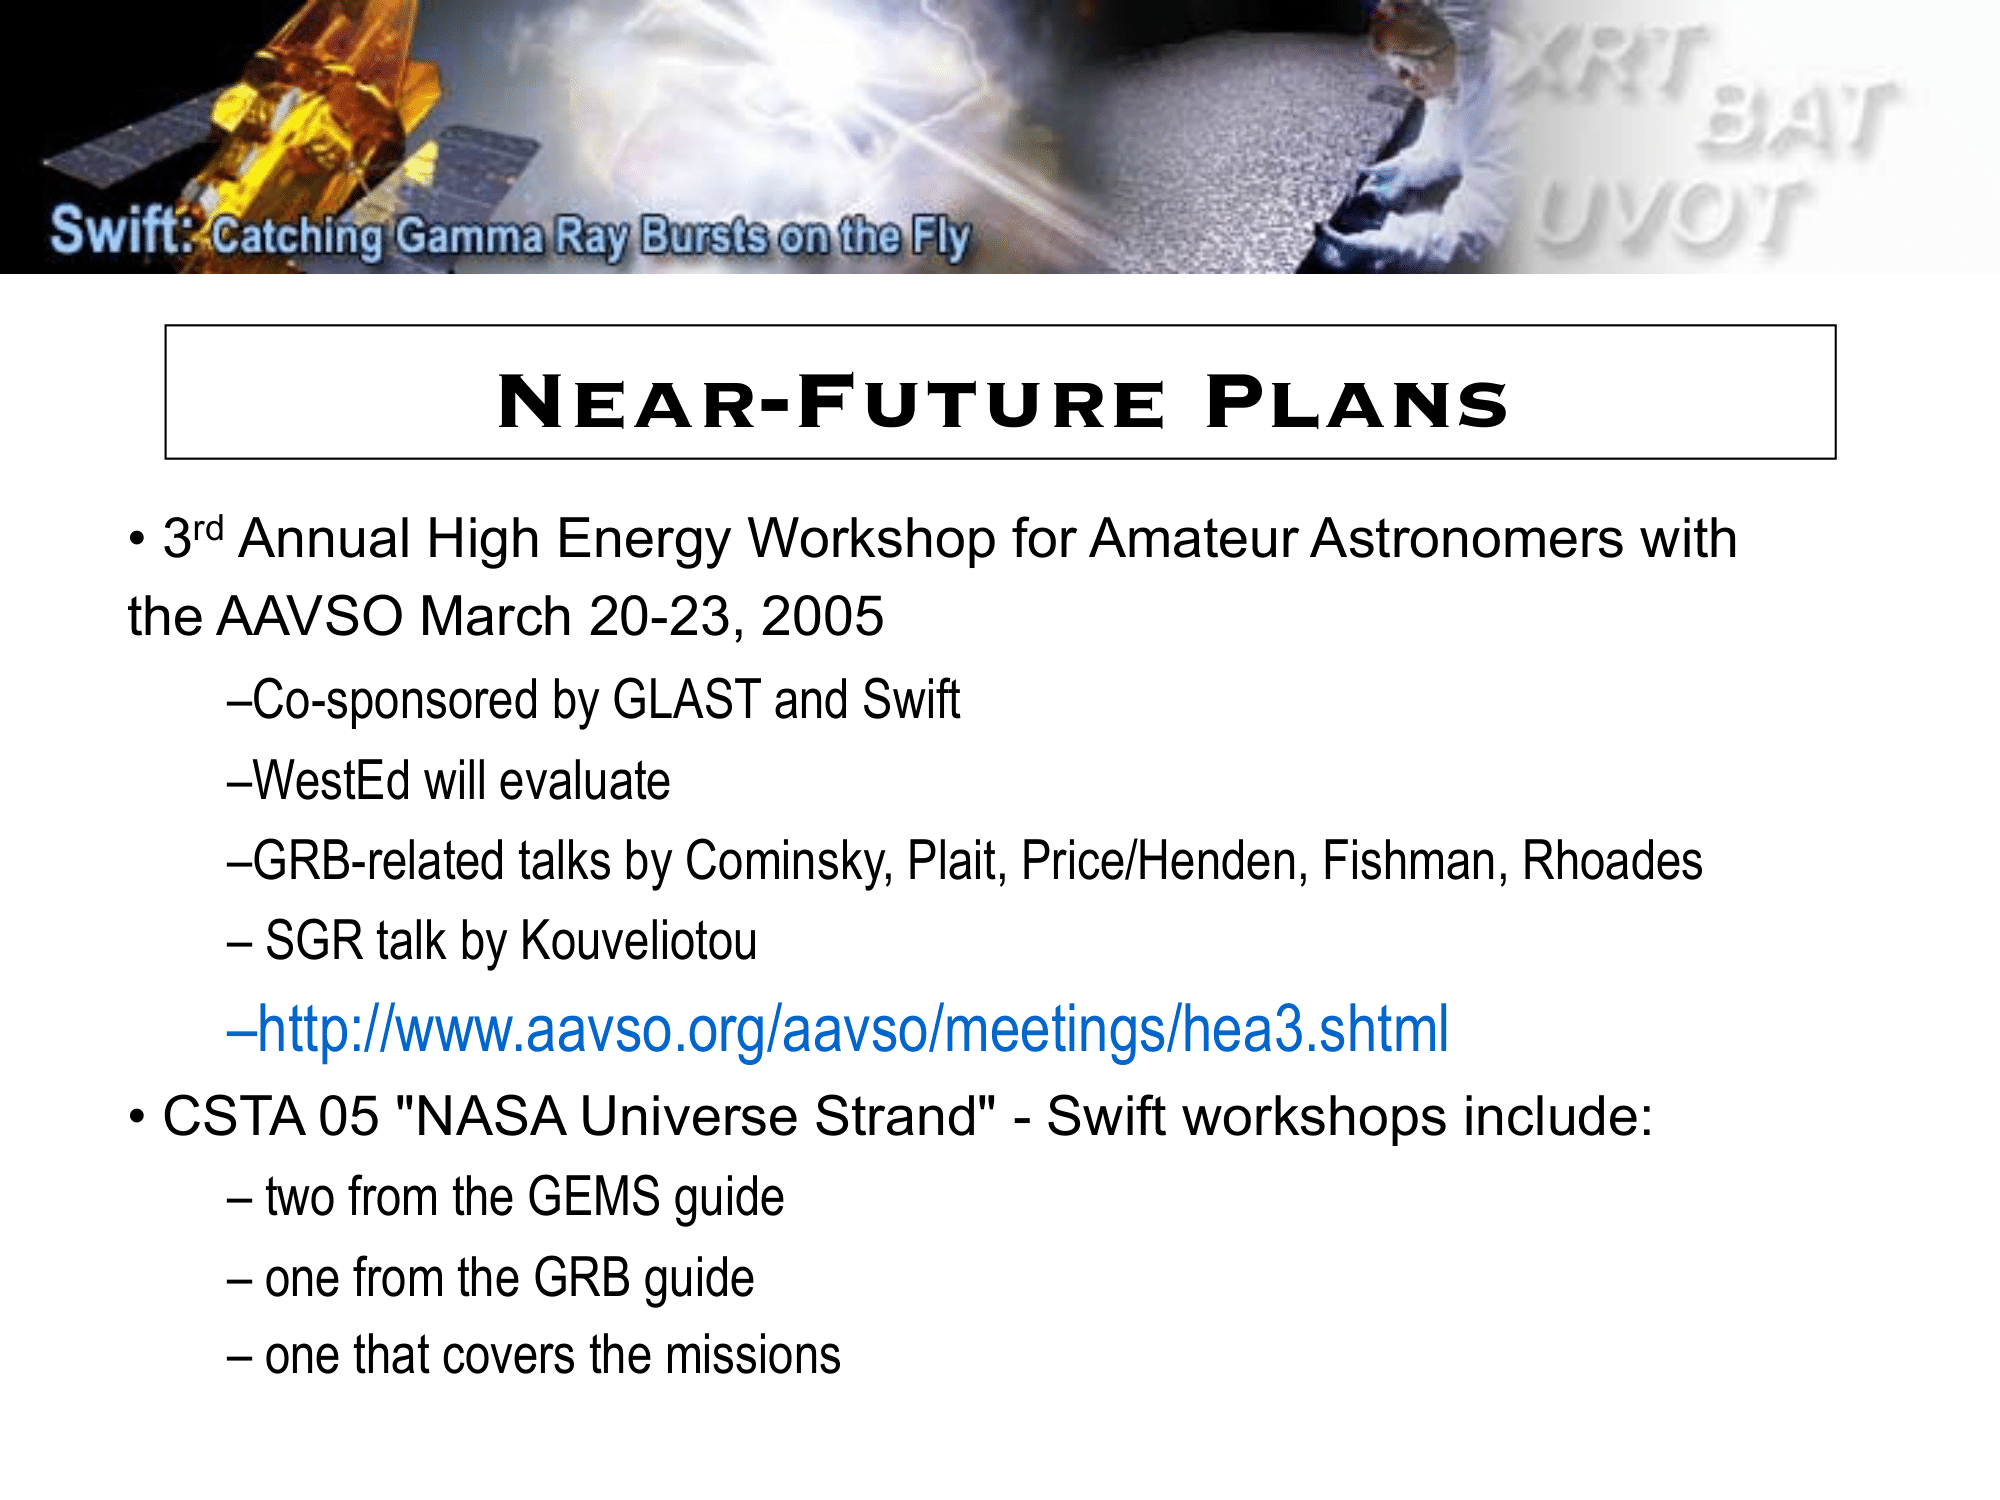 XRT
BAT
UVOT
Swift: Catching Gamma Ray Bursts on the Fly
Near-Future Plans
• 3rd Annual High Energy Workshop for Amateur Astronomers with
the AAVSO March 20-23, 2005
–Co-sponsored by GLAST and Swift
–WestEd will evaluate
–GRB-related talks by Cominsky, Plait, Price/Henden, Fishman, Rhoades
– SGR talk by Kouveliotou
–http://www.aavso.org/aavso/meetings/hea3.shtml
• CSTA 05 "NASA Universe Strand" - Swift workshops include:
– two from the GEMS guide
– one from the GRB guide
– one that covers the missions